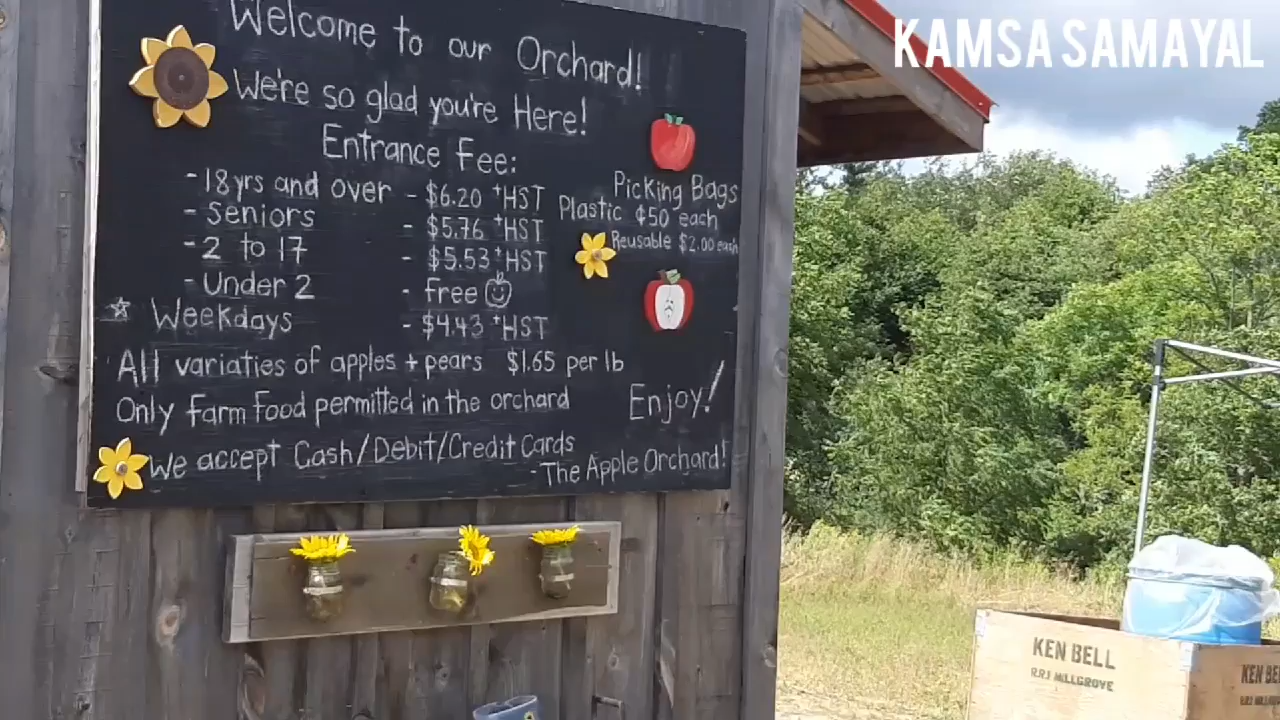 KAMSA SAMAYAL
Welcome to our Orchard!
We're so glad you're Here!
Entrance Fee:
-18yrs and over - $6.20 +HST
-Seniors - $5.76 +HST
-2 to 17 - $5.53 +HST
-Under 2 - Free
Weekdays - $4.43 +HST
Picking Bags
Plastic $50 each
Reusable $2.00 each
All variaties of apples + pears $1.65 per lb
Only Farm Food permitted in the orchard
Enjoy!
We accept Cash/Debit/Credit Cards
-The Apple Orchard!
KEN BELL
R.R.1 MILLGROVE
KEN BE